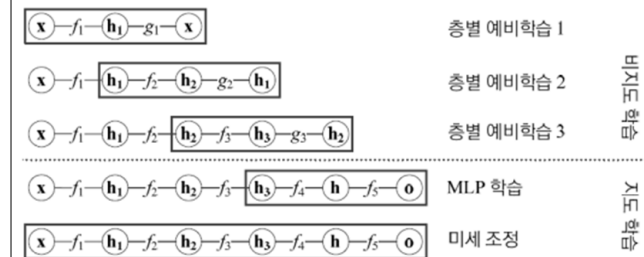 x f₁ h₁ g₁ x 층별 예비학습 1
x f₁ h₁ f₂ h₂ g₂ h₁ 층별 예비학습 2
x f₁ h₁ f₂ h₂ f₃ h₃ g₃ h₂ 층별 예비학습 3
비지도 학습
x f₁ h₁ f₂ h₂ f₃ h₃ f₄ h f₅ o MLP 학습
x f₁ h₁ f₂ h₂ f₃ h₃ f₄ h f₅ o 미세 조정
지도 학습